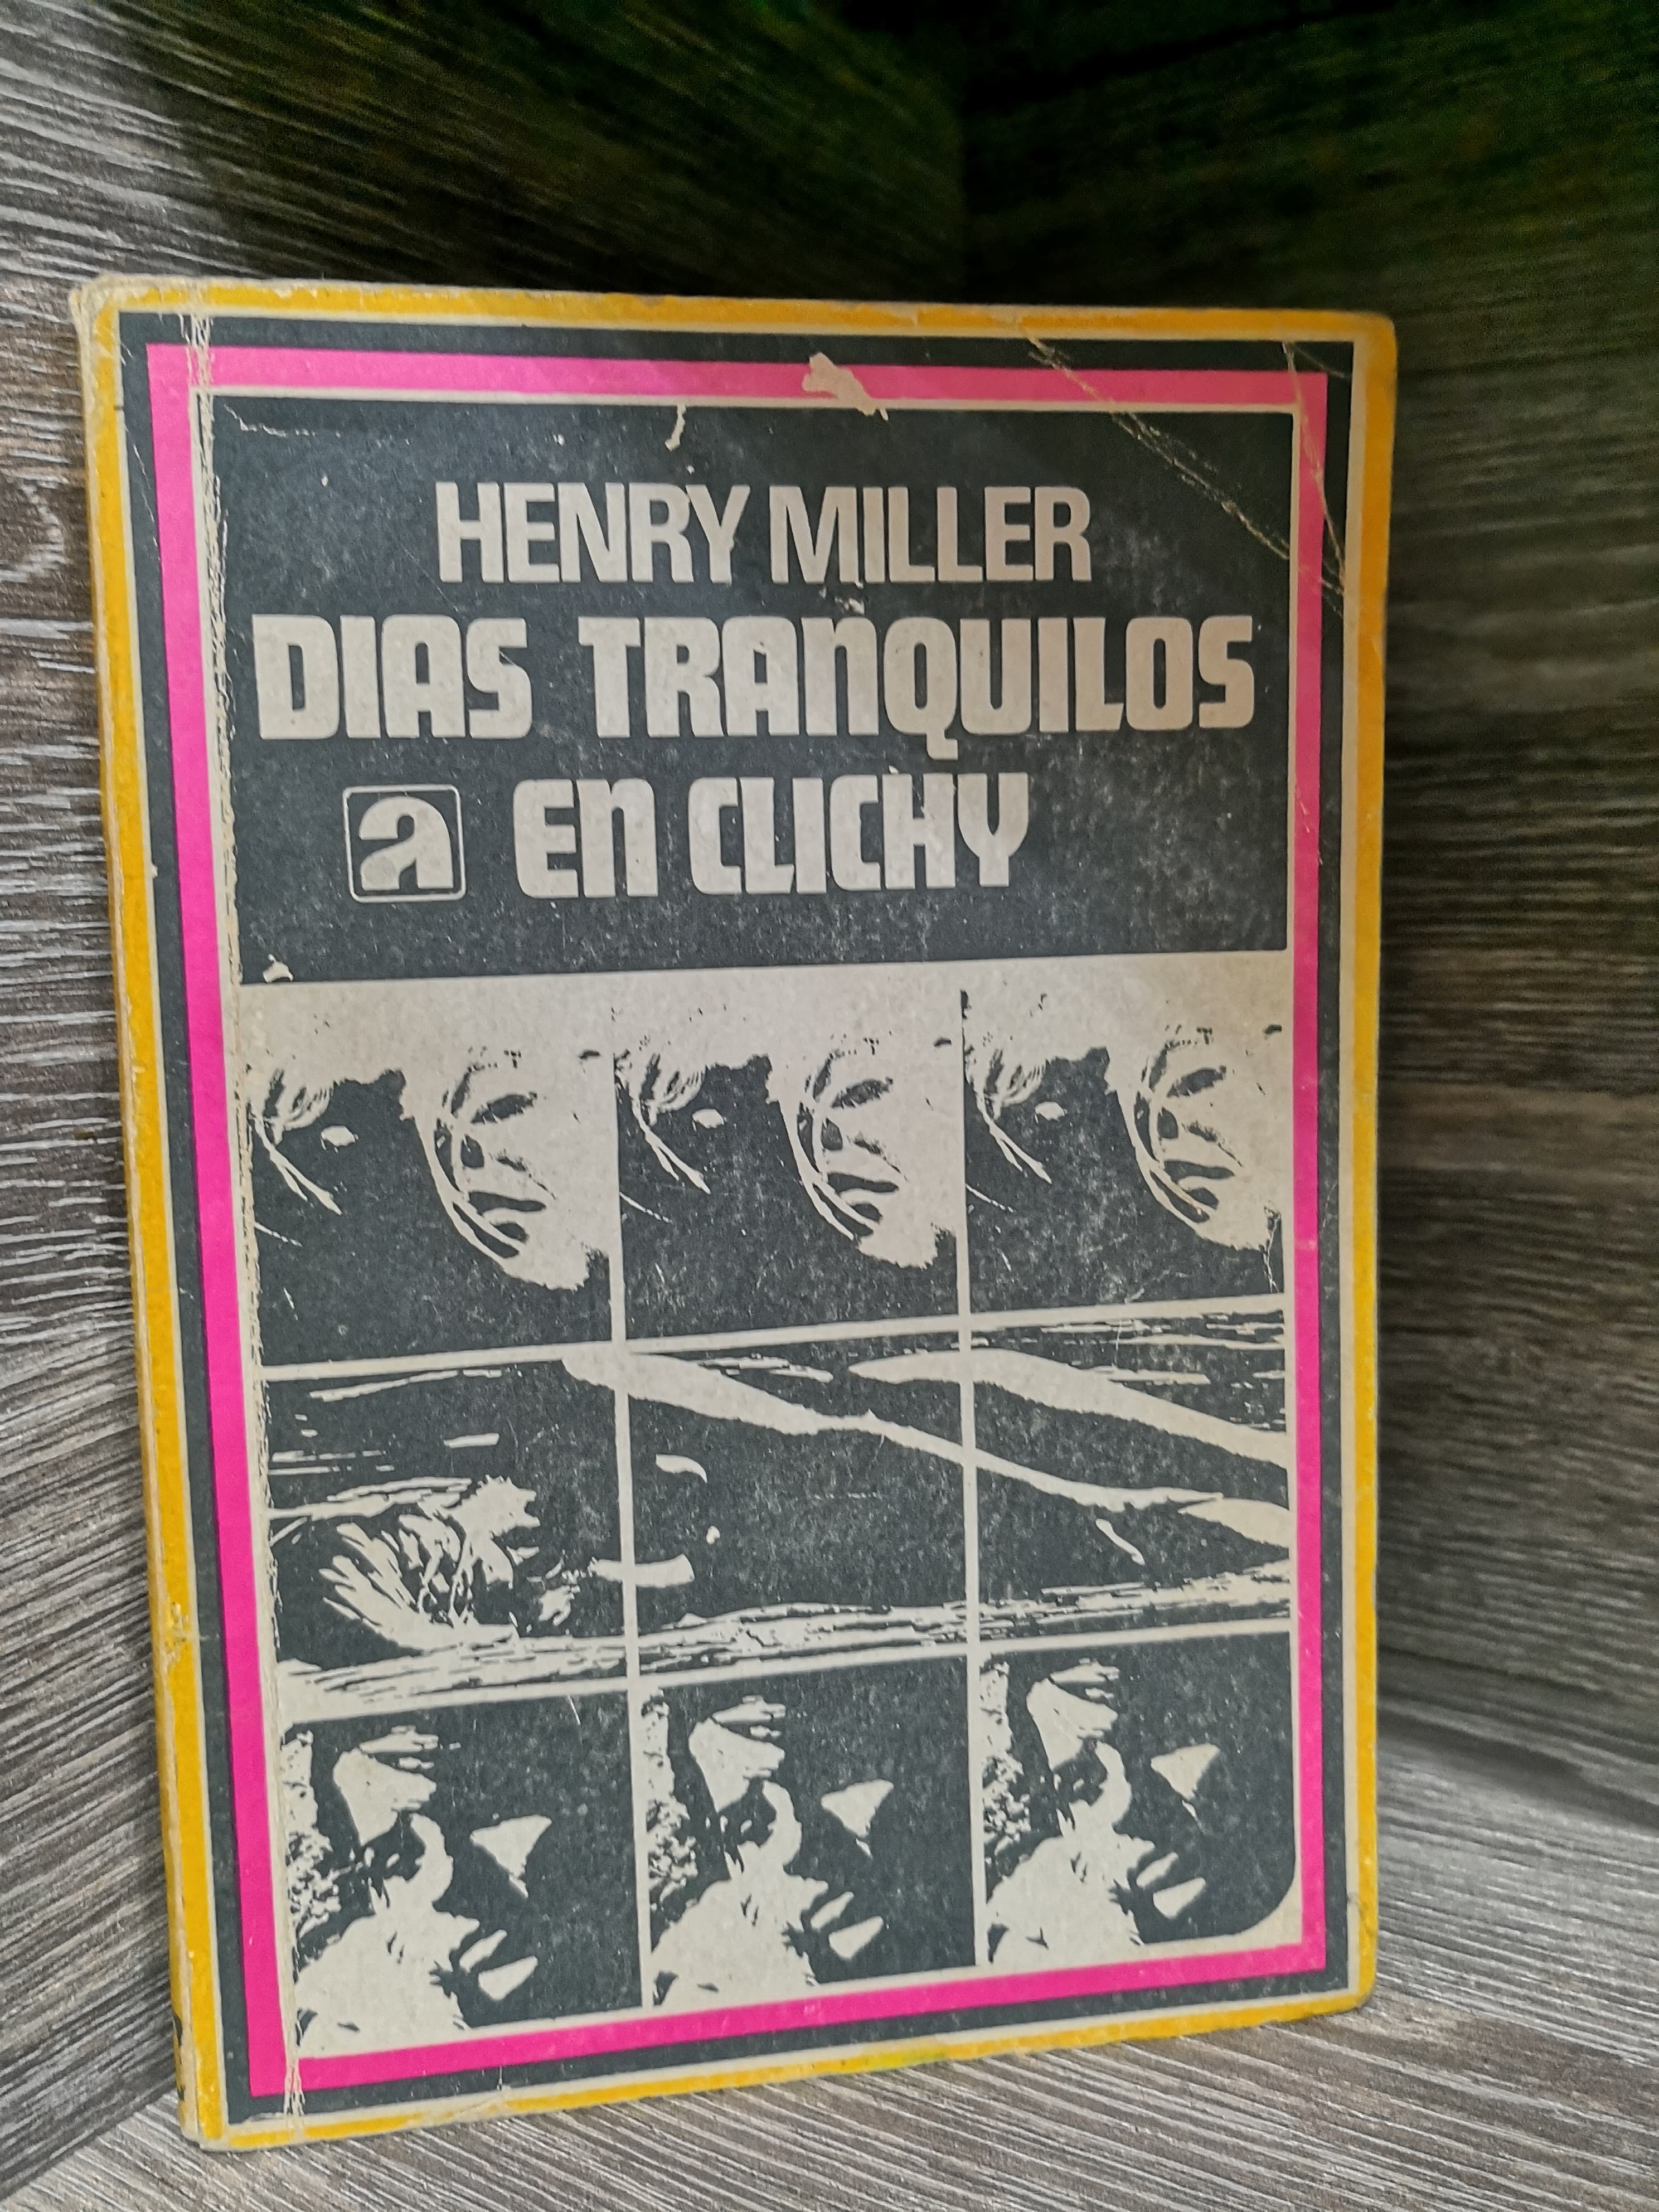 HENRY MILLER
DIAS TRANQUILOS
a EN CLICHY